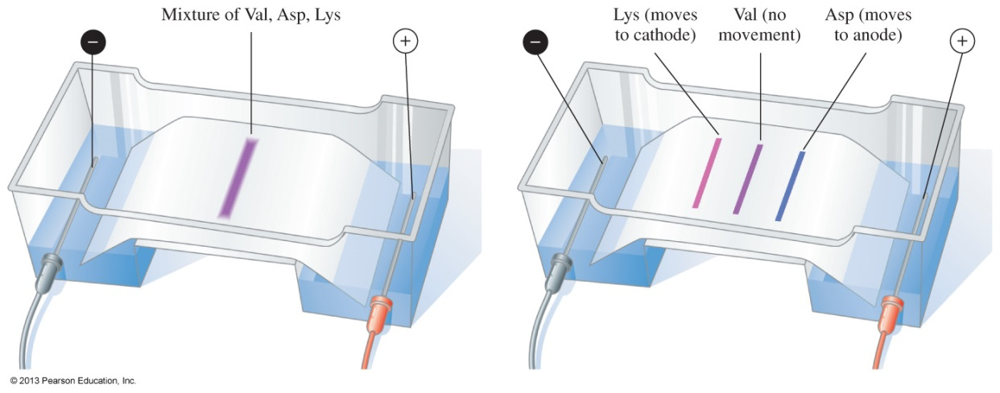 Mixture of Val, Asp, Lys
−
+
Lys (moves
to cathode)
Val (no
movement)
Asp (moves
to anode)
−
+
© 2013 Pearson Education, Inc.